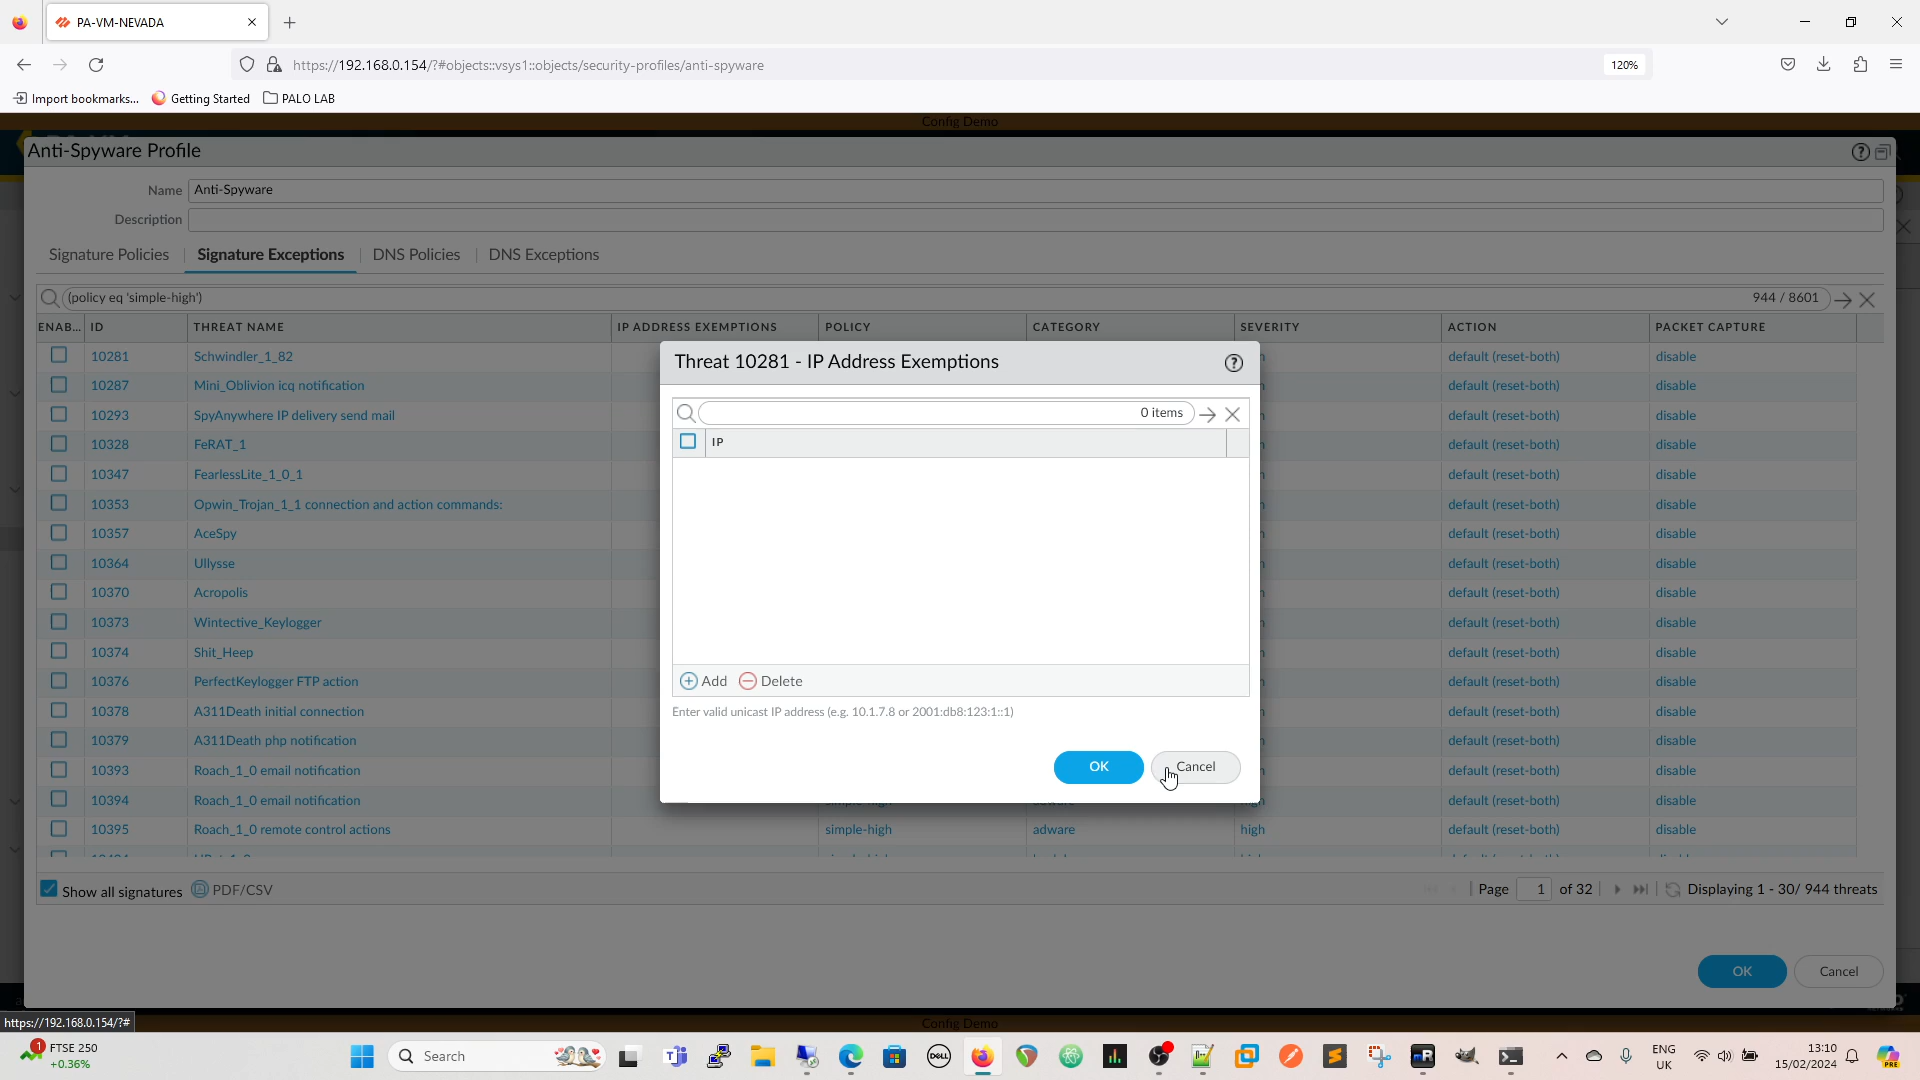 PA-VM-NEVADA
https://192.168.0.154/?#objects::vsys1::objects/security-profiles/anti-spyware
120%
Import bookmarks...
Getting Started
PALO LAB
Config Demo
Anti-Spyware Profile
Name
Anti-Spyware
Description
Signature Policies
Signature Exceptions
DNS Policies
DNS Exceptions
(policy eq 'simple-high')
944 / 8601
ENAB... ID THREAT NAME IP ADDRESS EXEMPTIONS POLICY CATEGORY SEVERITY ACTION PACKET CAPTURE
10281 Schwindler_1_82 default (reset-both) disable
10287 Mini_Oblivion icq notification default (reset-both) disable
10293 SpyAnywhere IP delivery send mail default (reset-both) disable
10328 FeRAT_1 default (reset-both) disable
10347 FearlessLite_1_0_1 default (reset-both) disable
10353 Opwin_Trojan_1_1 connection and action commands: default (reset-both) disable
10357 AceSpy default (reset-both) disable
10364 Ullysse default (reset-both) disable
10370 Acropolis default (reset-both) disable
10373 Wintective_Keylogger default (reset-both) disable
10374 Shit_Heep default (reset-both) disable
10376 PerfectKeylogger FTP action default (reset-both) disable
10378 A311Death initial connection default (reset-both) disable
10379 A311Death php notification default (reset-both) disable
10393 Roach_1_0 email notification default (reset-both) disable
10394 Roach_1_0 email notification default (reset-both) disable
10395 Roach_1_0 remote control actions simple-high adware high default (reset-both) disable
Threat 10281 - IP Address Exemptions
0 items
IP
Add
Delete
Enter valid unicast IP address (e.g. 10.1.7.8 or 2001:db8:123:1::1)
OK
Cancel
Show all signatures
PDF/CSV
Page 1 of 32
Displaying 1 - 30/ 944 threats
OK
Cancel
https://192.168.0.154/?#
Config Demo
1
FTSE 250
+0.36%
Search
DELL
ENG
UK
13:10
15/02/2024
PRE